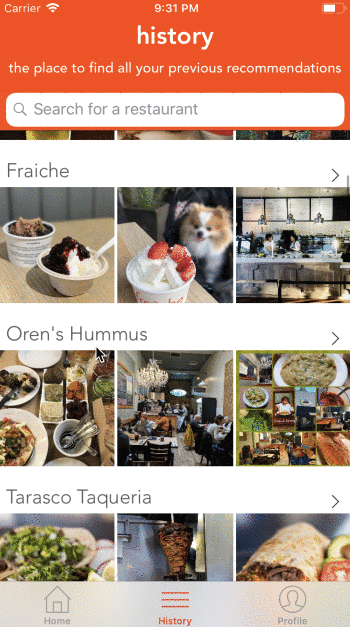 Carrier 9:31 PM
history
the place to find all your previous recommendations
Search for a restaurant
Fraiche
Oren's Hummus
Tarasco Taqueria
Home History Profile